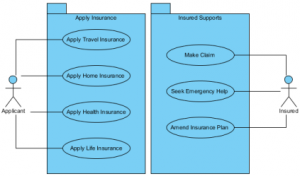 Apply Insurance
Apply Travel Insurance
Apply Home Insurance
Apply Health Insurance
Apply Life Insurance
Applicant
Insured Supports
Make Claim
Seek Emergency Help
Amend Insurance Plan
Insured